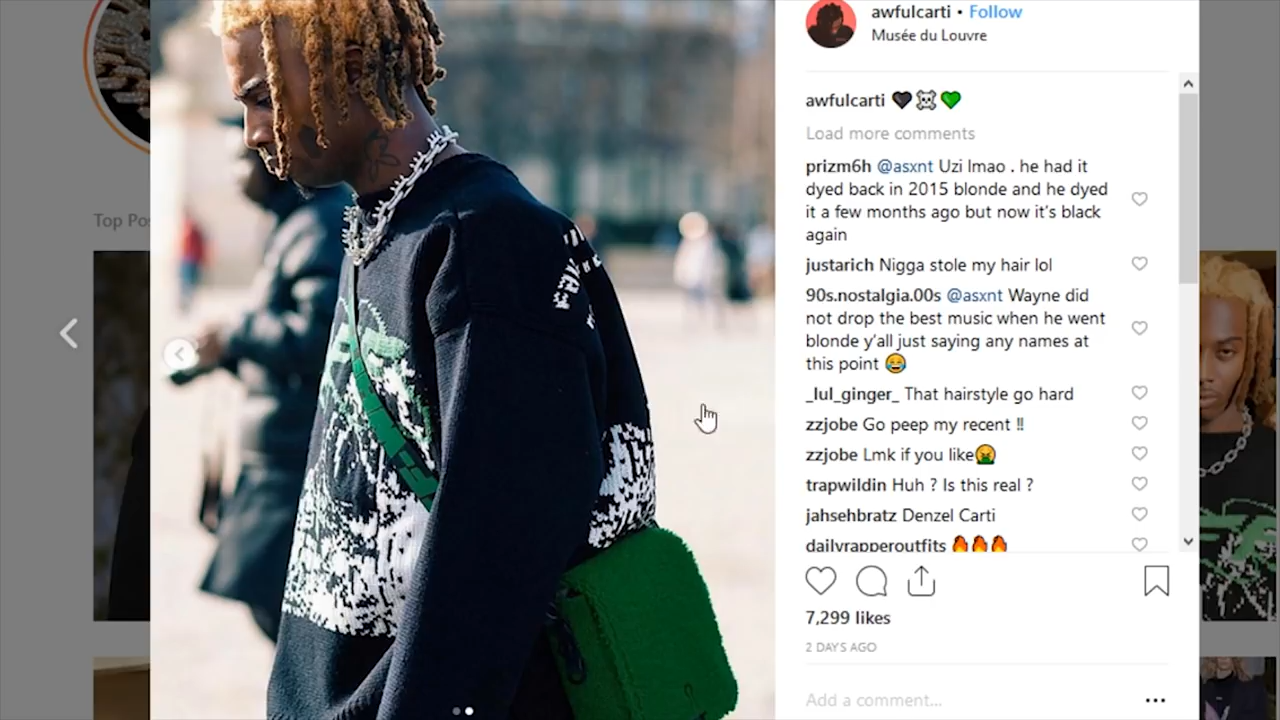 awfulcarti • Follow
Musée du Louvre
awfulcarti 🖤☠💚
Load more comments
prizm6h @asxnt Uzi lmao . he had it
dyed back in 2015 blonde and he dyed
it a few months ago but now it's black
again
justarich Nigga stole my hair lol
90s.nostalgia.00s @asxnt Wayne did
not drop the best music when he went
blonde y'all just saying any names at
this point 😂
_lul_ginger_ That hairstyle go hard
zzjobe Go peep my recent ‼
zzjobe Lmk if you like🤮
trapwildin Huh ? Is this real ?
jahsehbratz Denzel Carti
dailyrapperoutfits 🔥🔥🔥
7,299 likes
2 DAYS AGO
Add a comment...
Top Pos